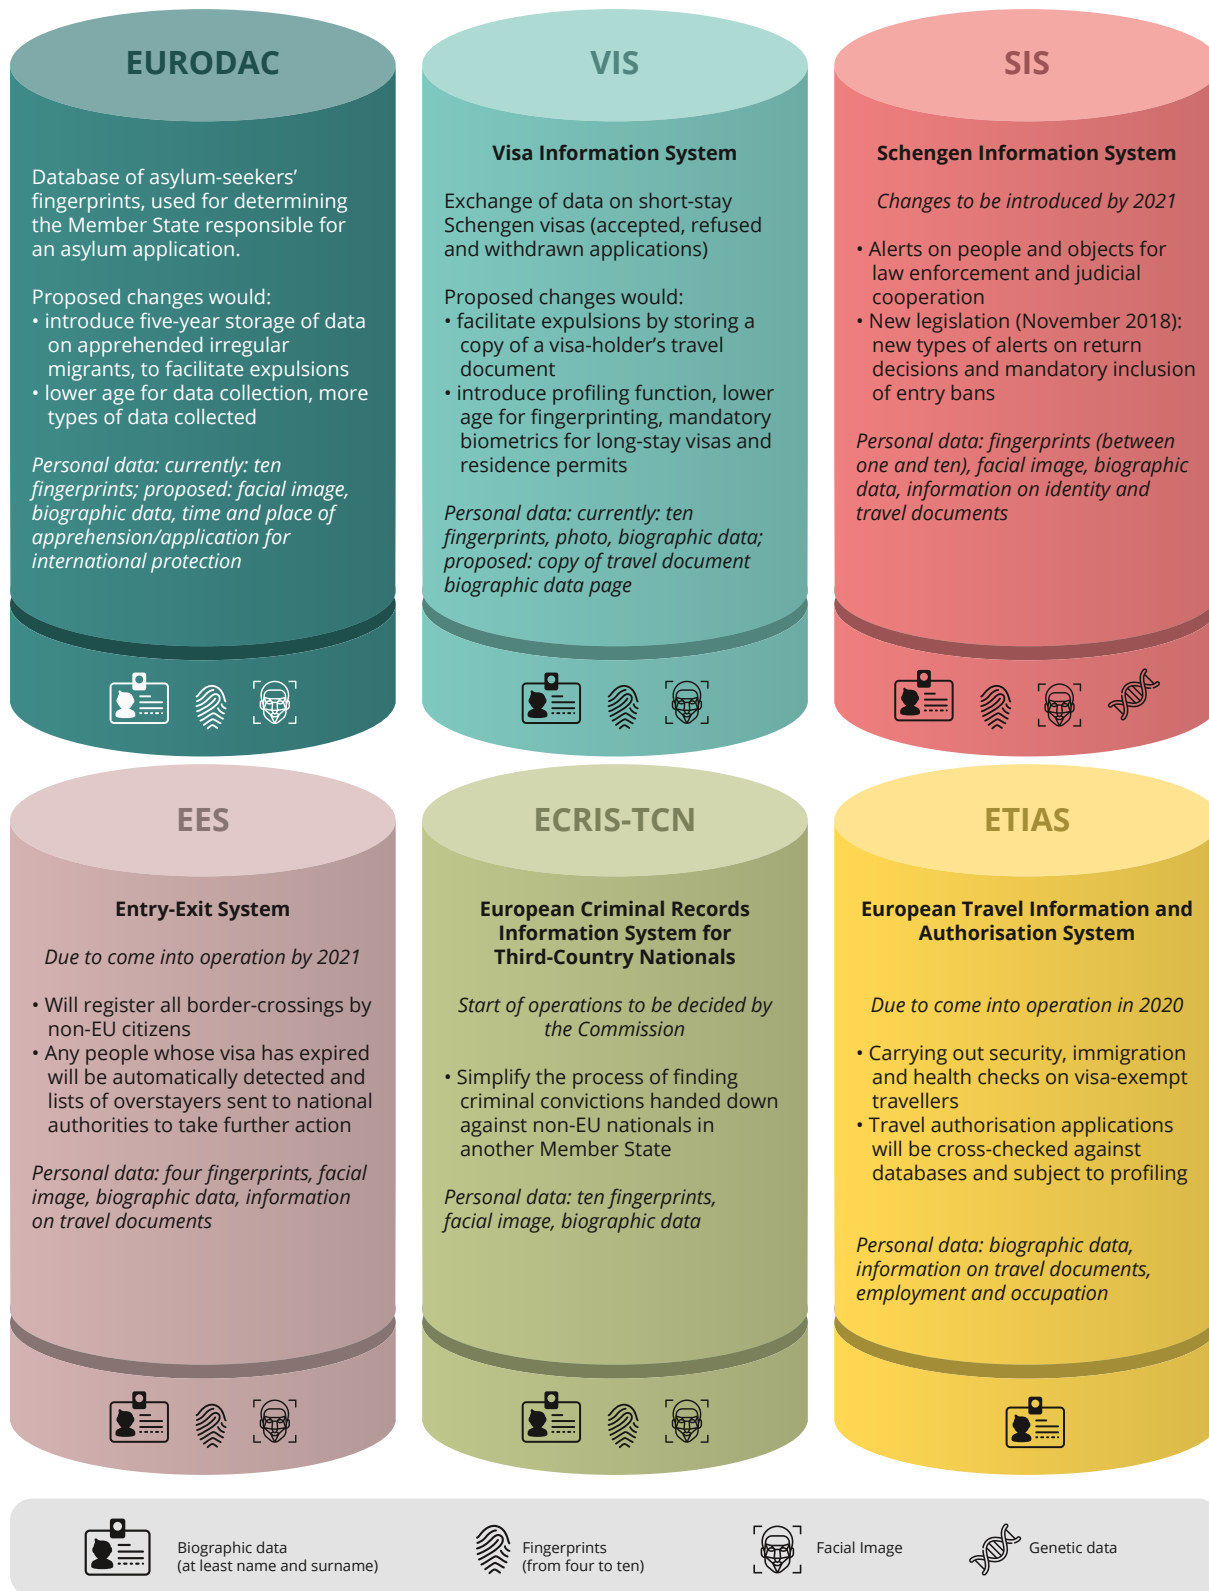 EURODAC
Database of asylum-seekers’
fingerprints, used for determining
the Member State responsible for
an asylum application.
Proposed changes would:
• introduce five-year storage of data
on apprehended irregular
migrants, to facilitate expulsions
• lower age for data collection, more
types of data collected
Personal data: currently: ten
fingerprints; proposed: facial image,
biographic data, time and place of
apprehension/application for
international protection
VIS
Visa Information System
Exchange of data on short-stay
Schengen visas (accepted, refused
and withdrawn applications)
Proposed changes would:
• facilitate expulsions by storing a
copy of a visa-holder’s travel
document
• introduce profiling function, lower
age for fingerprinting, mandatory
biometrics for long-stay visas and
residence permits
Personal data: currently: ten
fingerprints, photo, biographic data;
proposed: copy of travel document
biographic data page
SIS
Schengen Information System
Changes to be introduced by 2021
• Alerts on people and objects for
law enforcement and judicial
cooperation
• New legislation (November 2018):
new types of alerts on return
decisions and mandatory inclusion
of entry bans
Personal data: fingerprints (between
one and ten), facial image, biographic
data, information on identity and
travel documents
EES
Entry-Exit System
Due to come into operation by 2021
• Will register all border-crossings by
non-EU citizens
• Any people whose visa has expired
will be automatically detected and
lists of overstayers sent to national
authorities to take further action
Personal data: four fingerprints, facial
image, biographic data, information
on travel documents
ECRIS-TCN
European Criminal Records
Information System for
Third-Country Nationals
Start of operations to be decided by
the Commission
• Simplify the process of finding
criminal convictions handed down
against non-EU nationals in
another Member State
Personal data: ten fingerprints,
facial image, biographic data
ETIAS
European Travel Information and
Authorisation System
Due to come into operation in 2020
• Carrying out security, immigration
and health checks on visa-exempt
travellers
• Travel authorisation applications
will be cross-checked against
databases and subject to profiling
Personal data: biographic data,
information on travel documents,
employment and occupation
Biographic data
(at least name and surname)
Fingerprints
(from four to ten)
Facial Image
Genetic data